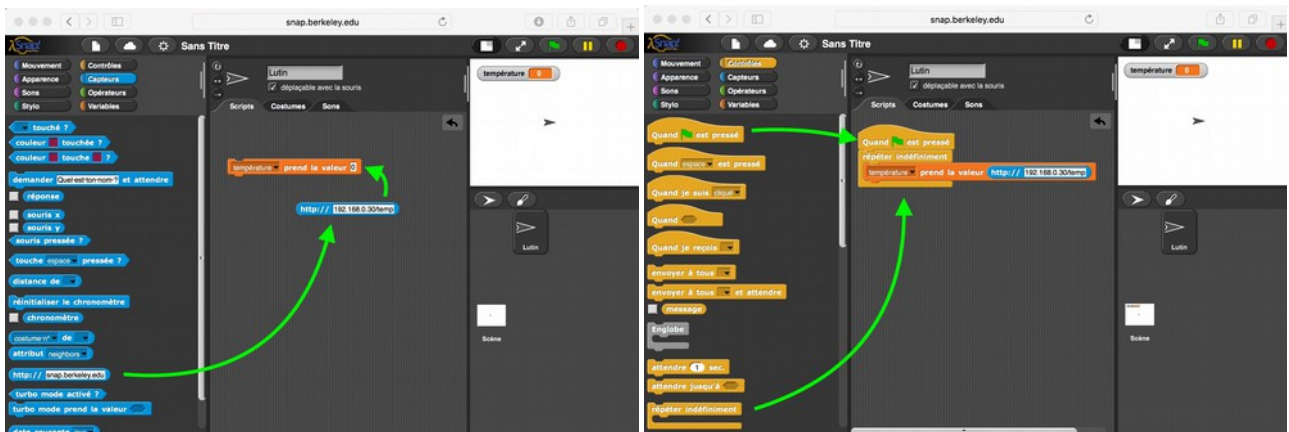 snap.berkeley.edu
Snap!
Sans Titre
Mouvement
Contrôles
Apparence
Capteurs
Sons
Opérateurs
Stylo
Variables
Lutin
déplaçable avec la souris
Scripts Costumes Sons
température 0
touché ?
couleur touchée ?
couleur touche ?
demander Quel est ton nom? et attendre
réponse
souris x
souris y
souris pressée ?
touche espace pressée ?
distance de
réinitialiser le chronomètre
chronomètre
costume n° de
attribut neighbors
http:// snap.berkeley.edu
turbo mode activé ?
turbo mode prend la valeur
température prend la valeur 0
http:// 192.168.0.30/temp
Lutin
Scène
snap.berkeley.edu
Snap!
Sans Titre
Mouvement
Contrôles
Apparence
Capteurs
Sons
Opérateurs
Stylo
Variables
Lutin
déplaçable avec la souris
Scripts Costumes Sons
température 0
Quand est pressé
Quand espace est pressé
Quand je suis cliqué
Quand
Quand je reçois
envoyer à tous
envoyer à tous et attendre
message
Englobe
attendre 1 sec.
attendre jusqu'à
répéter indéfiniment
Quand est pressé
répéter indéfiniment
température prend la valeur http:// 192.168.0.30/temp
Lutin
Scène